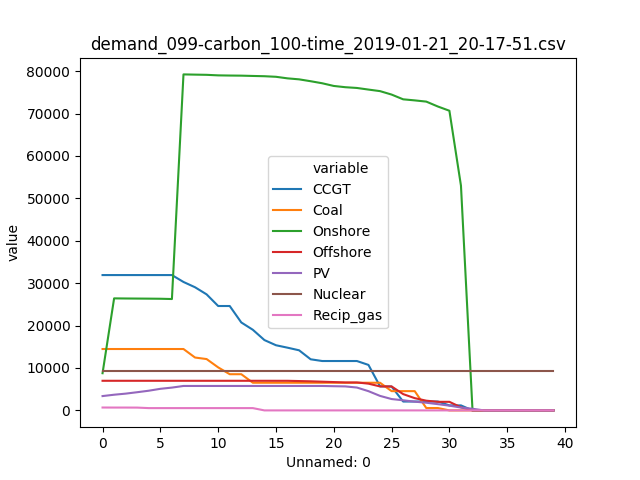 demand_099-carbon_100-time_2019-01-21_20-17-51.csv
80000
70000
60000
50000
40000
30000
20000
10000
0
value
variable
CCGT
Coal
Onshore
Offshore
PV
Nuclear
Recip_gas
0 5 10 15 20 25 30 35 40
Unnamed: 0